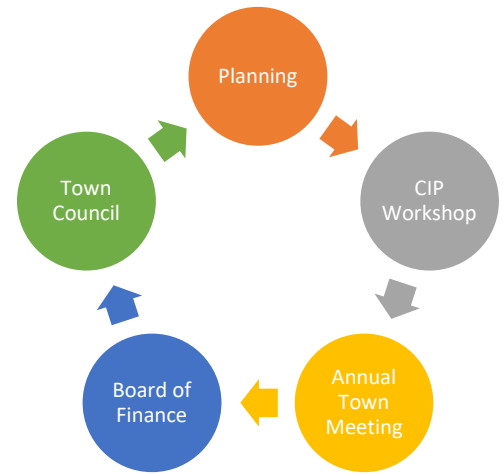 Planning
CIP
Workshop
Annual
Town
Meeting
Board of
Finance
Town
Council